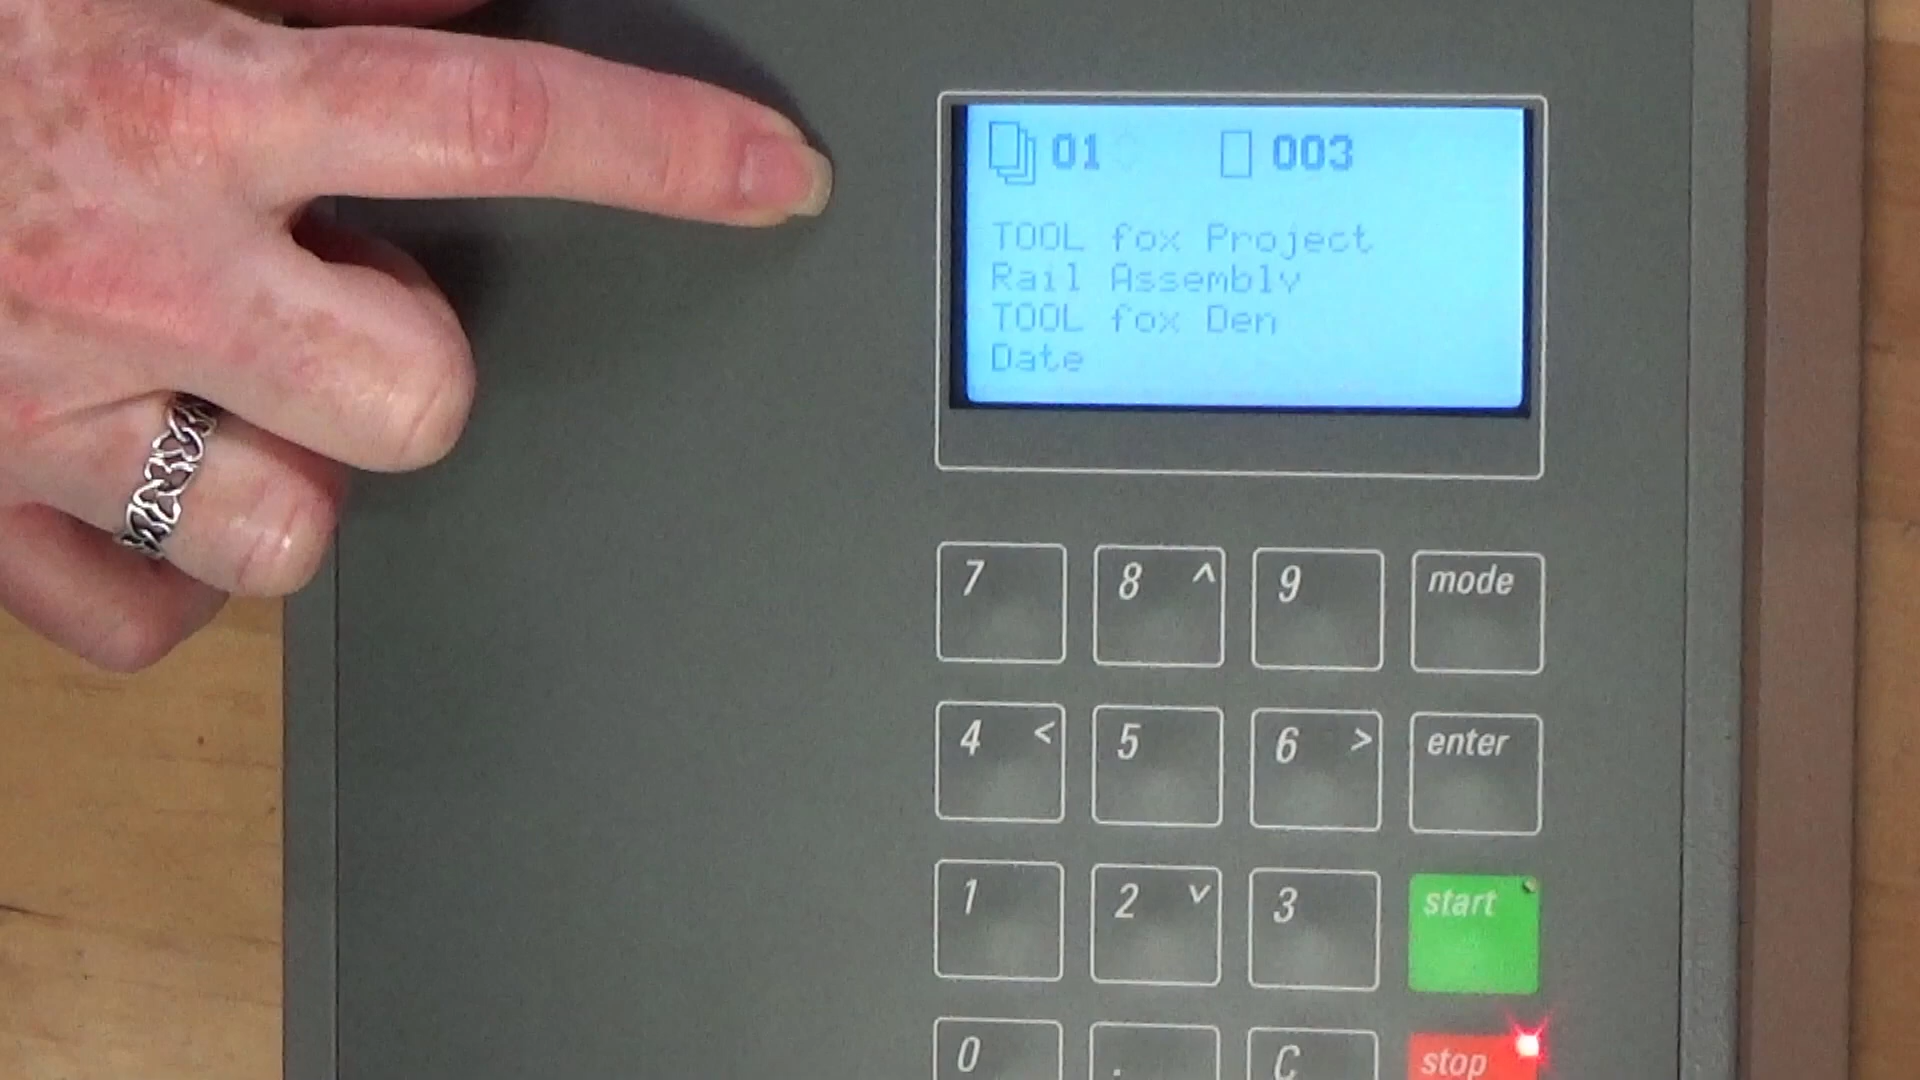 01 003
TOOL fox Project
Rail Assembly
TOOL fox Den
Date
7 8 ^ 9 mode
4 < 5 6 > enter
1 2 v 3 start
0 . C stop